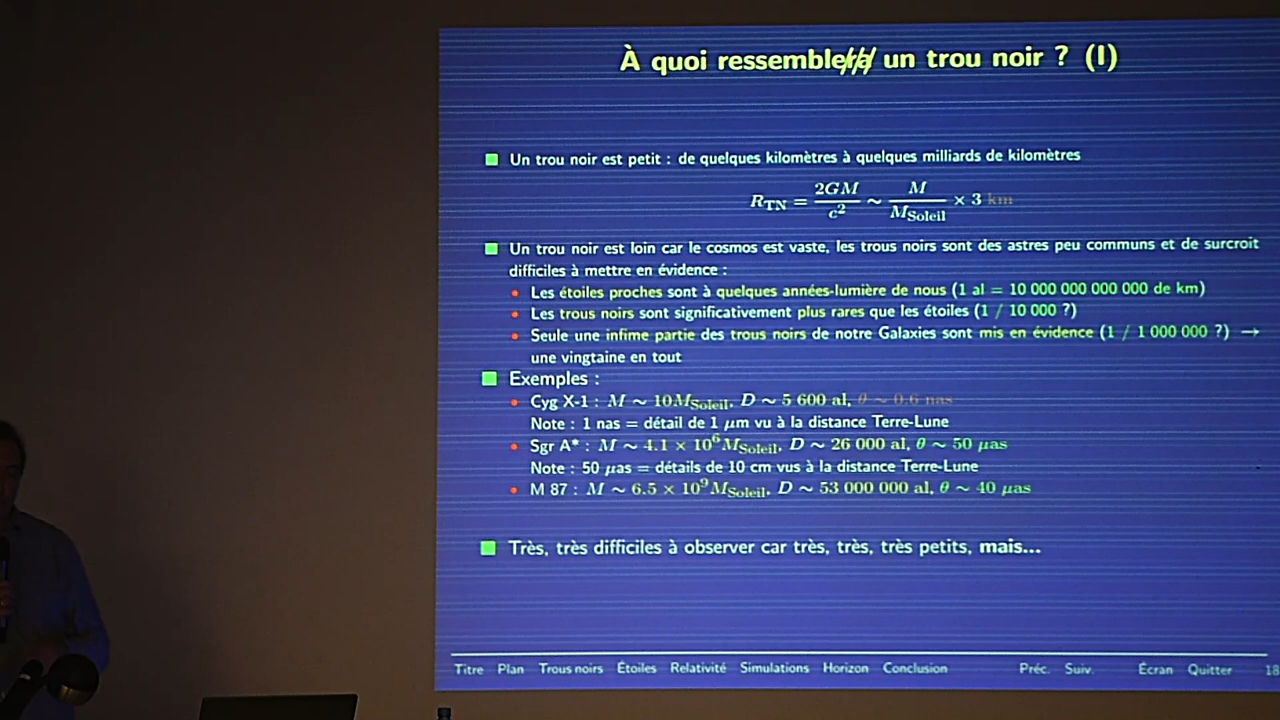 À quoi ressemblera un trou noir ? (I)
Un trou noir est petit : de quelques kilomètres à quelques milliards de kilomètres
R_TN = 2GM / c² ∼ M / M_Soleil × 3 km
Un trou noir est loin car le cosmos est vaste, les trous noirs sont des astres peu communs et de surcroit
difficiles à mettre en évidence :
Les étoiles proches sont à quelques années-lumière de nous (1 al = 10 000 000 000 000 de km)
Les trous noirs sont significativement plus rares que les étoiles (1 / 10 000 ?)
Seule une infime partie des trous noirs de notre Galaxies sont mis en évidence (1 / 1 000 000 ?) →
une vingtaine en tout
Exemples :
Cyg X-1 : M ∼ 10M_Soleil, D ∼ 5 600 al, θ ∼ 0.6 nas
Note : 1 nas = détail de 1 µm vu à la distance Terre-Lune
Sgr A* : M ∼ 4.1 × 10⁶M_Soleil, D ∼ 26 000 al, θ ∼ 50 µas
Note : 50 µas = détails de 10 cm vus à la distance Terre-Lune
M 87 : M ∼ 6.5 × 10⁹M_Soleil, D ∼ 53 000 000 al, θ ∼ 40 µas
Très, très difficiles à observer car très, très, très petits, mais...
Titre Plan Trous noirs Étoiles Relativité Simulations Horizon Conclusion Préc. Suiv. Écran Quitter 18